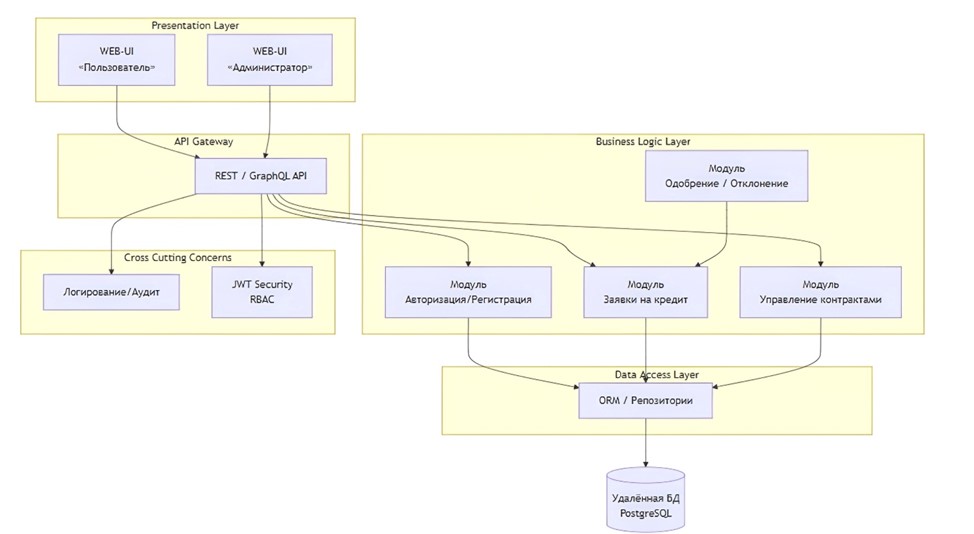 Presentation Layer
WEB-UI
«Пользователь»
WEB-UI
«Администратор»
API Gateway
REST / GraphQL API
Business Logic Layer
Модуль
Одобрение / Отклонение
Cross Cutting Concerns
Логирование/Аудит
JWT Security
RBAC
Модуль
Авторизация/Регистрация
Модуль
Заявки на кредит
Модуль
Управление контрактами
Data Access Layer
ORM / Репозитории
Удалённая БД
PostgreSQL